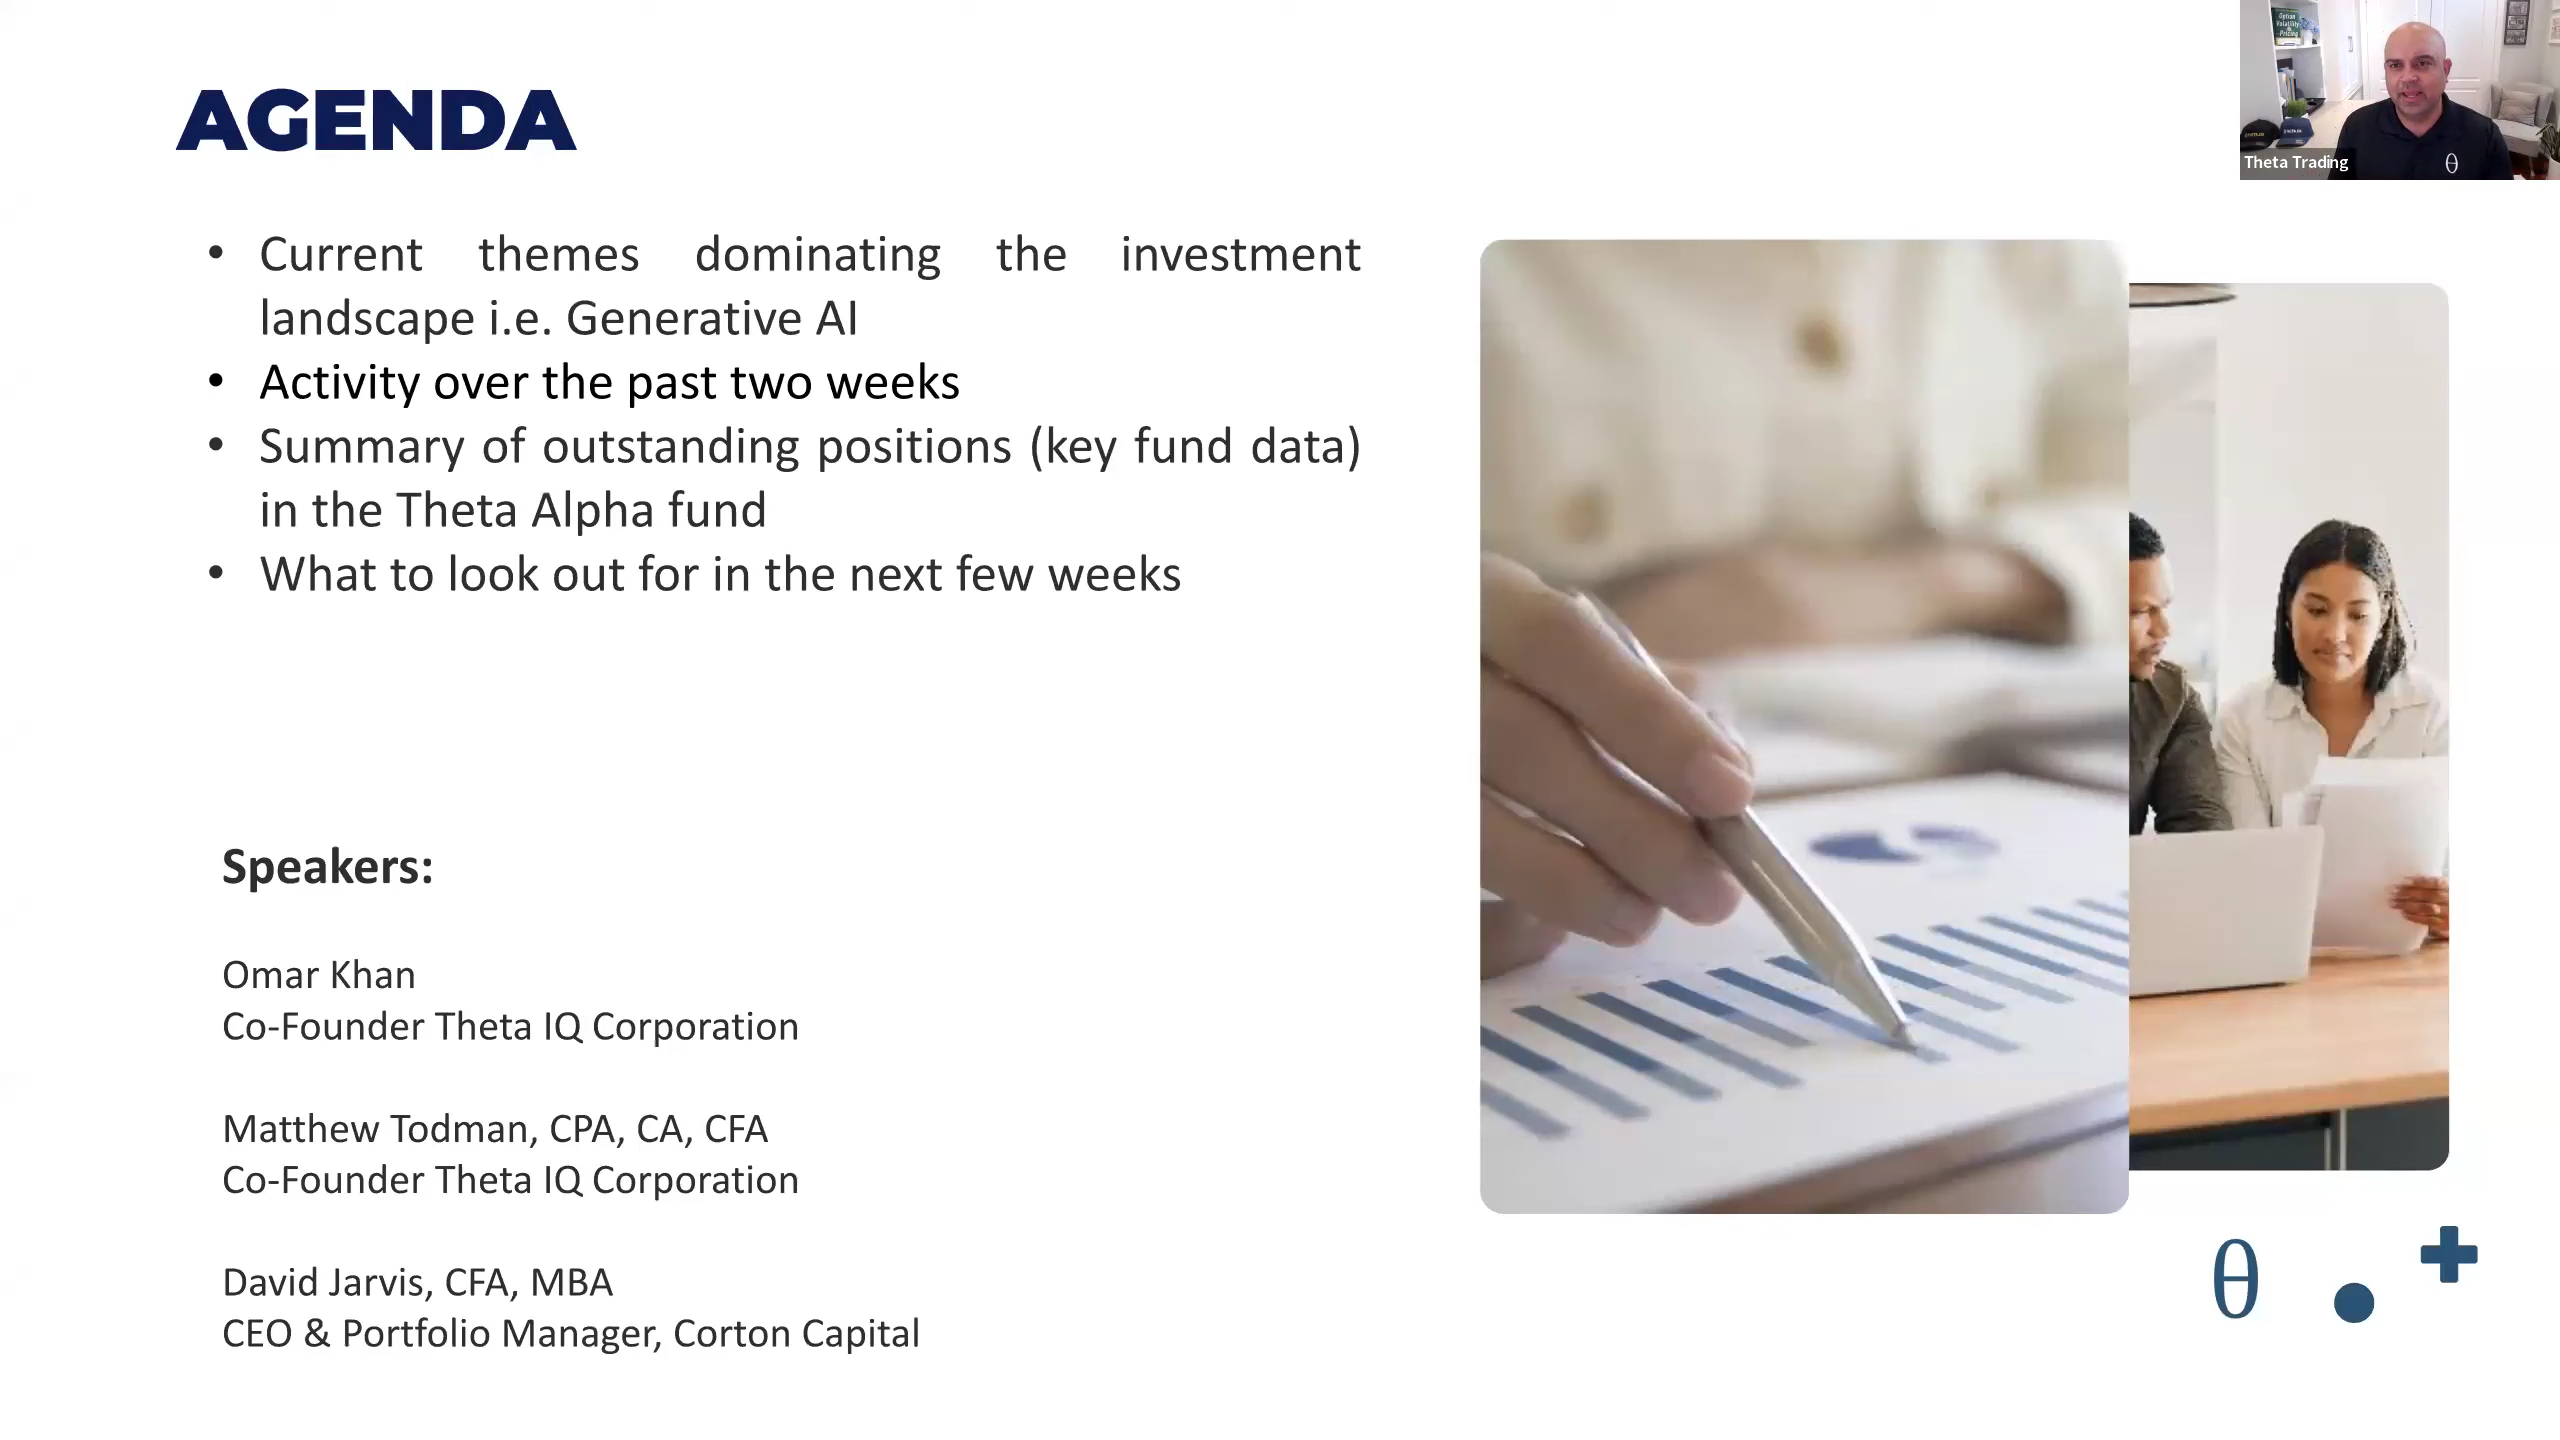 AGENDA
Option
Volatility
Pricing
Theta Trading
θ
• Current themes dominating the investment
landscape i.e. Generative AI
• Activity over the past two weeks
• Summary of outstanding positions (key fund data)
in the Theta Alpha fund
• What to look out for in the next few weeks
Speakers:
Omar Khan
Co-Founder Theta IQ Corporation
Matthew Todman, CPA, CA, CFA
Co-Founder Theta IQ Corporation
David Jarvis, CFA, MBA
CEO & Portfolio Manager, Corton Capital
θ